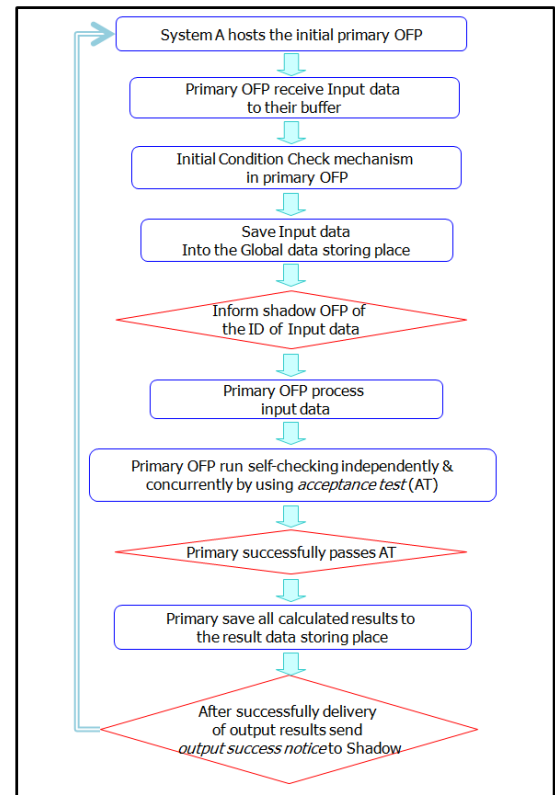 System A hosts the initial primary OFP
Primary OFP receive Input data
to their buffer
Initial Condition Check mechanism
in primary OFP
Save Input data
Into the Global data storing place
Inform shadow OFP of
the ID of Input data
Primary OFP process
input data
Primary OFP run self-checking independently &
concurrently by using acceptance test (AT)
Primary successfully passes AT
Primary save all calculated results to
the result data storing place
After successfully delivery
of output results send
output success notice to Shadow